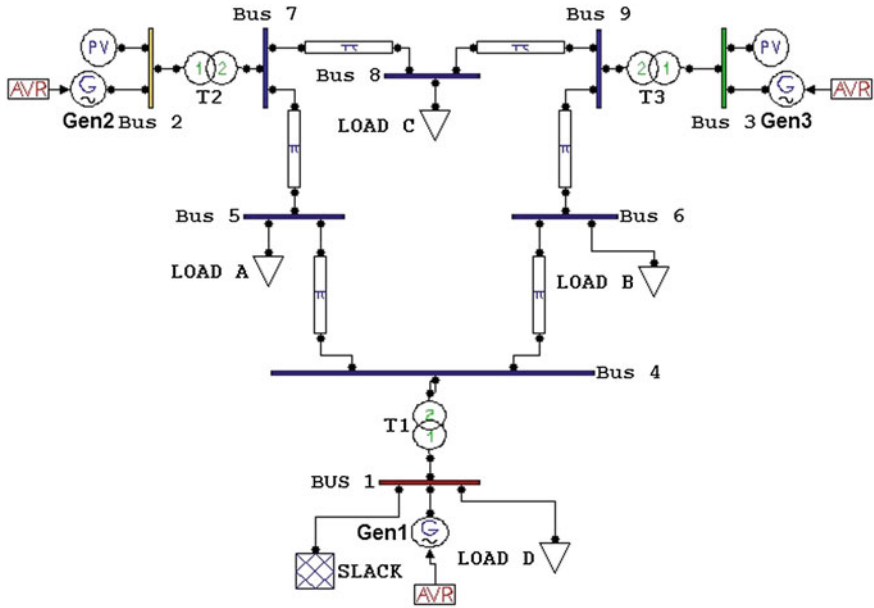 Bus 7
Bus 9
PV
1 2
T2
AVR
G
Gen2
Bus 2
π
Bus 8
π
LOAD C
2 1
T3
PV
G
AVR
Bus 3
Gen3
π
π
Bus 5
Bus 6
LOAD A
π
π
LOAD B
Bus 4
T1
2
1
BUS 1
Gen1
G
SLACK
LOAD D
AVR